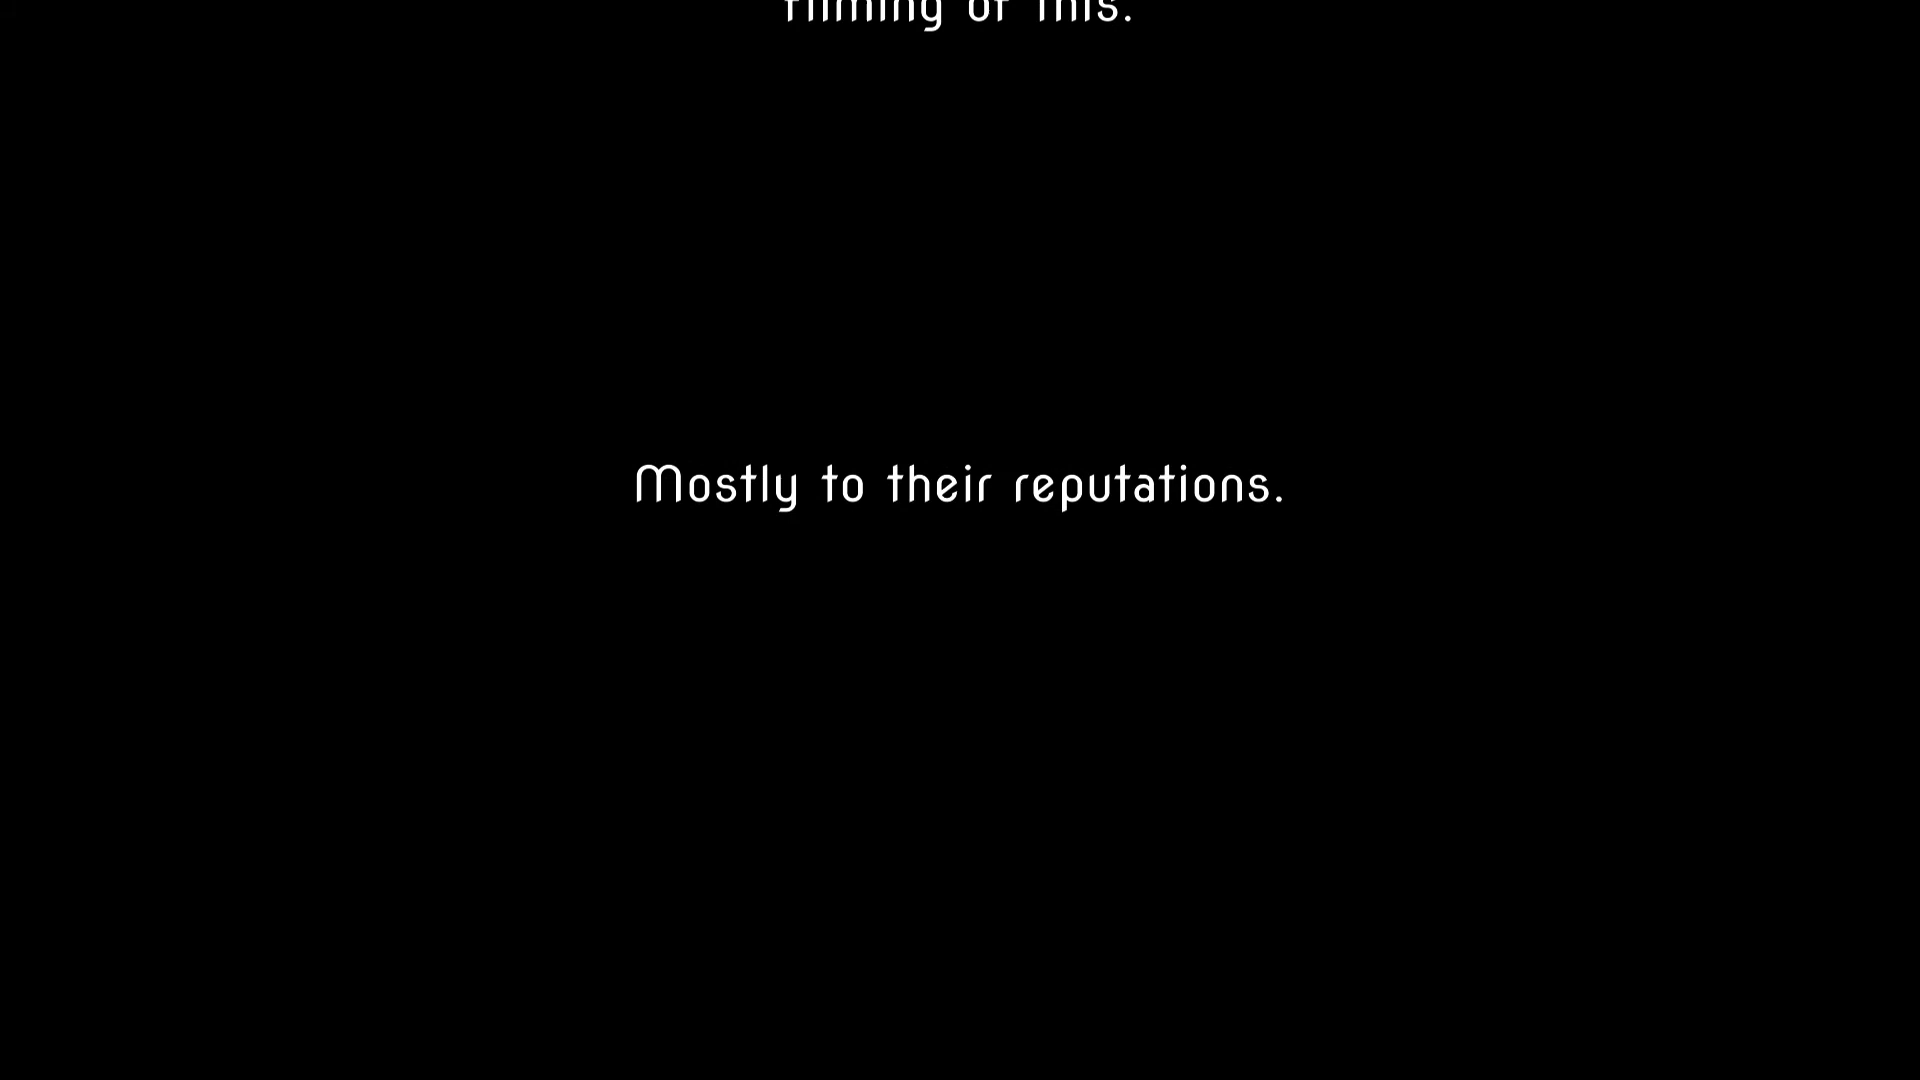 filming of this.
Mostly to their reputations.